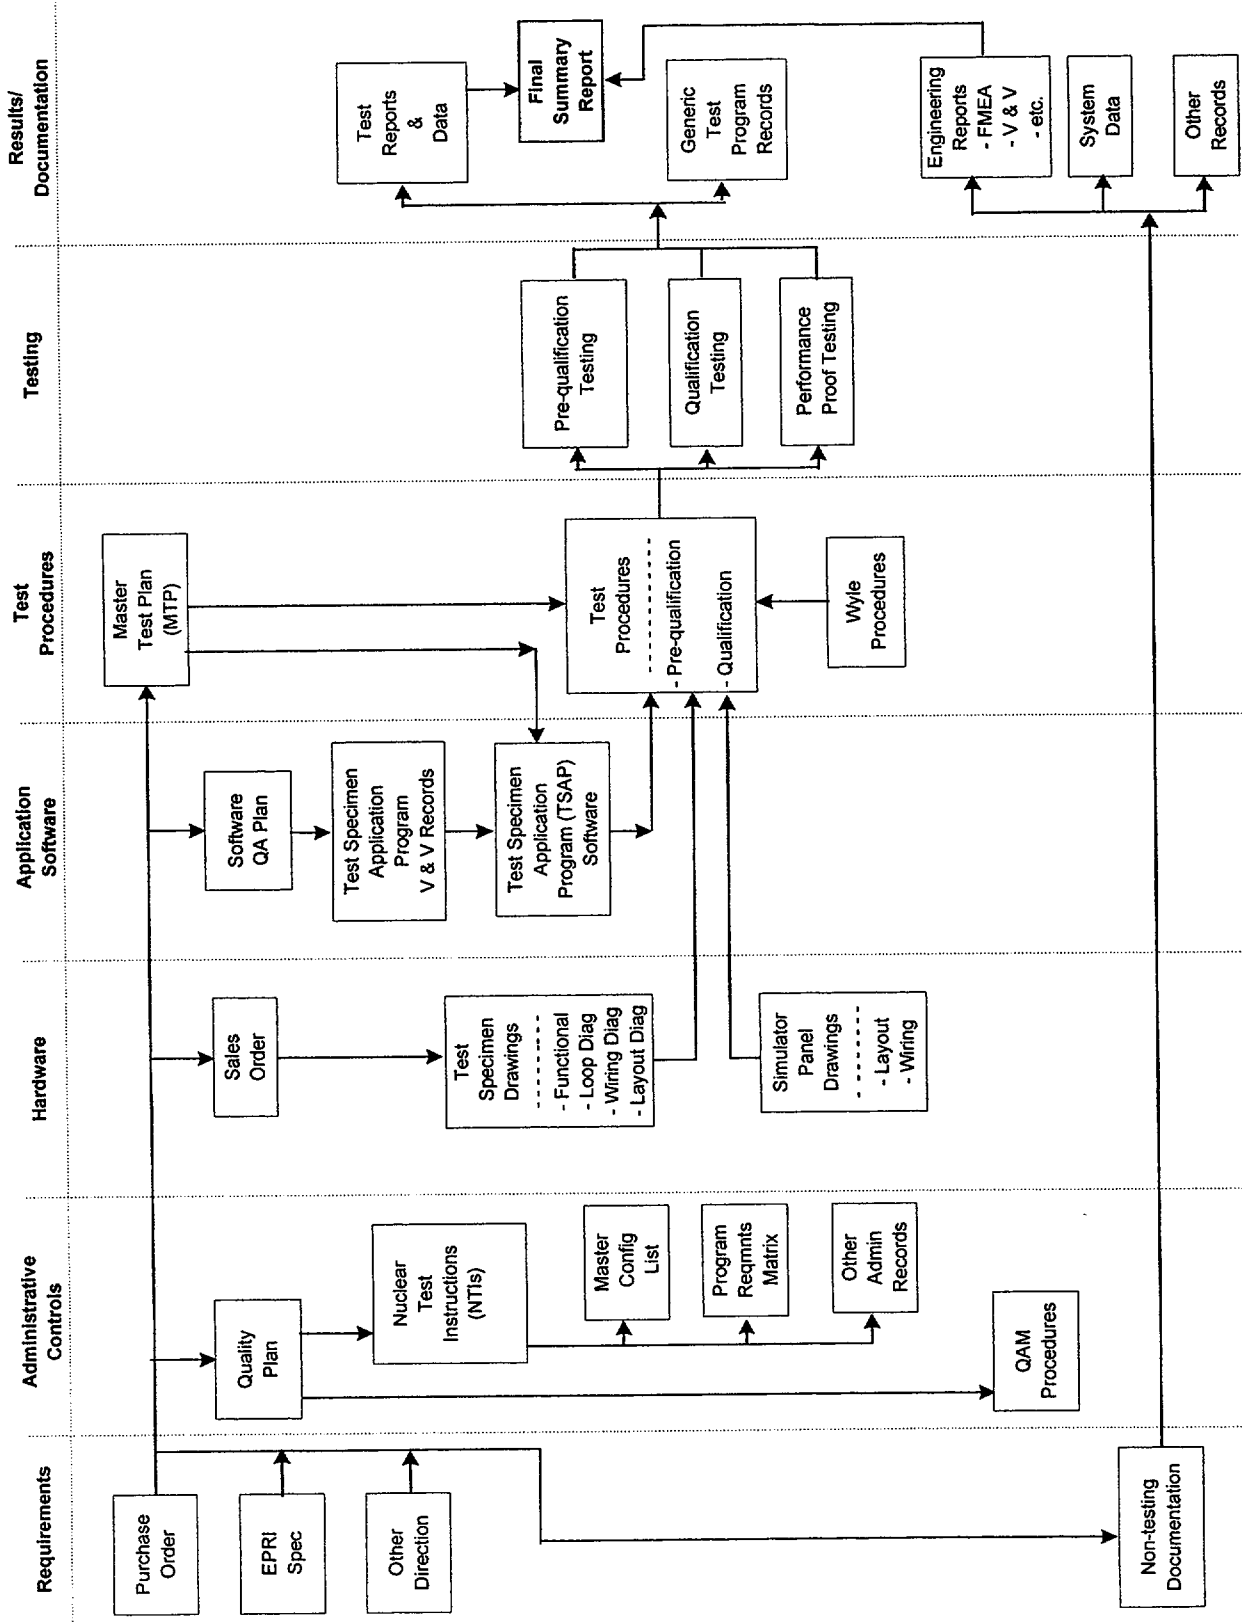 Requirements
Administrative
Controls
Hardware
Application
Software
Test
Procedures
Testing
Results/
Documentation
Purchase
Order
EPRI
Spec
Other
Direction
Non-testing
Documentation
Quality
Plan
Nuclear
Test
Instructions
(NTIs)
Master
Config
List
Program
Reqmnts
Matrix
Other
Admin
Records
QAM
Procedures
Sales
Order
Test
Specimen
Drawings
- Functional
- Loop Diag
- Wiring Diag
- Layout Diag
Simulator
Panel
Drawings
- Layout
- Wiring
Software
QA Plan
Test Specimen
Application
Program
V & V Records
Test Specimen
Application
Program (TSAP)
Software
Master
Test Plan
(MTP)
Test
Procedures
- Pre-qualification
- Qualification
Wyle
Procedures
Pre-qualification
Testing
Qualification
Testing
Performance
Proof Testing
Test
Reports
&
Data
Final
Summary
Report
Generic
Test
Program
Records
Engineering
Reports
- FMEA
- V & V
- etc.
System
Data
Other
Records